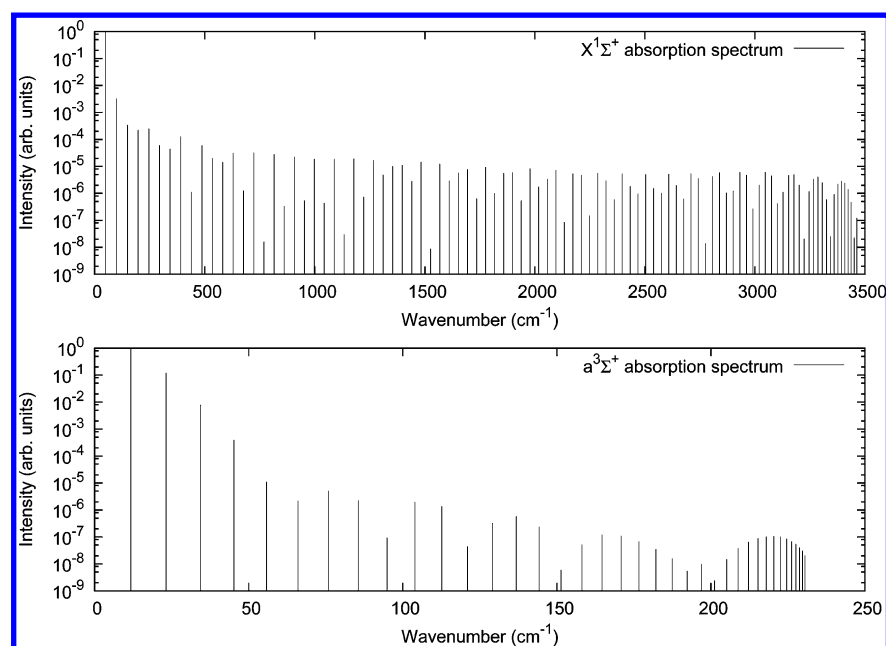 10⁰
10⁻¹
10⁻²
10⁻³
10⁻⁴
10⁻⁵
10⁻⁶
10⁻⁷
10⁻⁸
10⁻⁹
Intensity (arb. units)
X¹Σ⁺ absorption spectrum
0 500 1000 1500 2000 2500 3000 3500
Wavenumber (cm⁻¹)
10⁰
10⁻¹
10⁻²
10⁻³
10⁻⁴
10⁻⁵
10⁻⁶
10⁻⁷
10⁻⁸
10⁻⁹
Intensity (arb. units)
a³Σ⁺ absorption spectrum
0 50 100 150 200 250
Wavenumber (cm⁻¹)